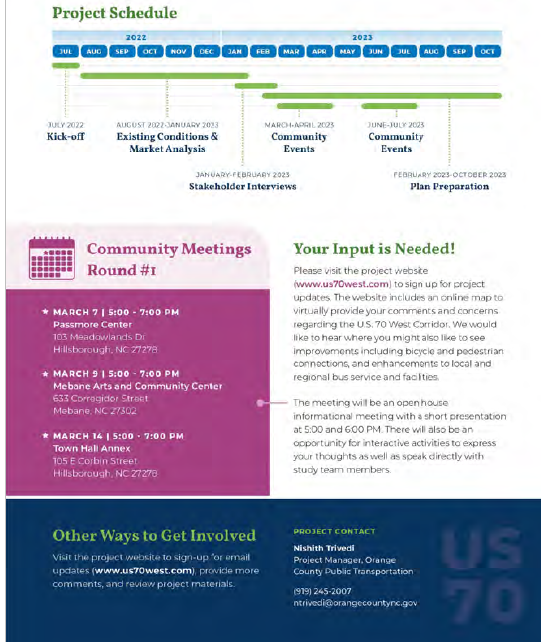 Project Schedule
2022 2023
JUL AUG SEP OCT NOV DEC JAN FEB MAR APR MAY JUN JUL AUG SEP OCT
JULY 2022
Kick-off
AUGUST 2022-JANUARY 2023
Existing Conditions &
Market Analysis
MARCH-APRIL 2023
Community
Events
JUNE-JULY 2023
Community
Events
JANUARY-FEBRUARY 2023
Stakeholder Interviews
FEBRUARY 2023-OCTOBER 2023
Plan Preparation
Community Meetings
Round #1
★ MARCH 7 | 5:00 - 7:00 PM
Passmore Center
103 Meadowlands Dr
Hillsborough, NC 27278
★ MARCH 9 | 5:00 - 7:00 PM
Mebane Arts and Community Center
633 Corregidor Street
Mebane, NC 27302
★ MARCH 14 | 5:00 - 7:00 PM
Town Hall Annex
105 E Corbin Street
Hillsborough, NC 27278
Your Input is Needed!
Please visit the project website
(www.us70west.com) to sign up for project
updates. The website includes an online map to
virtually provide your comments and concerns
regarding the U.S. 70 West Corridor. We would
like to hear where you might also like to see
improvements including bicycle and pedestrian
connections, and enhancements to local and
regional bus service and facilities.
The meeting will be an open house
informational meeting with a short presentation
at 5:00 and 6:00 PM. There will also be an
opportunity for interactive activities to express
your thoughts as well as speak directly with
study team members.
Other Ways to Get Involved
Visit the project website to sign-up for email
updates (www.us70west.com), provide more
comments, and review project materials.
PROJECT CONTACT
Nishith Trivedi
Project Manager, Orange
County Public Transportation
(919) 245-2007
ntrivedi@orangecountync.gov
US
70